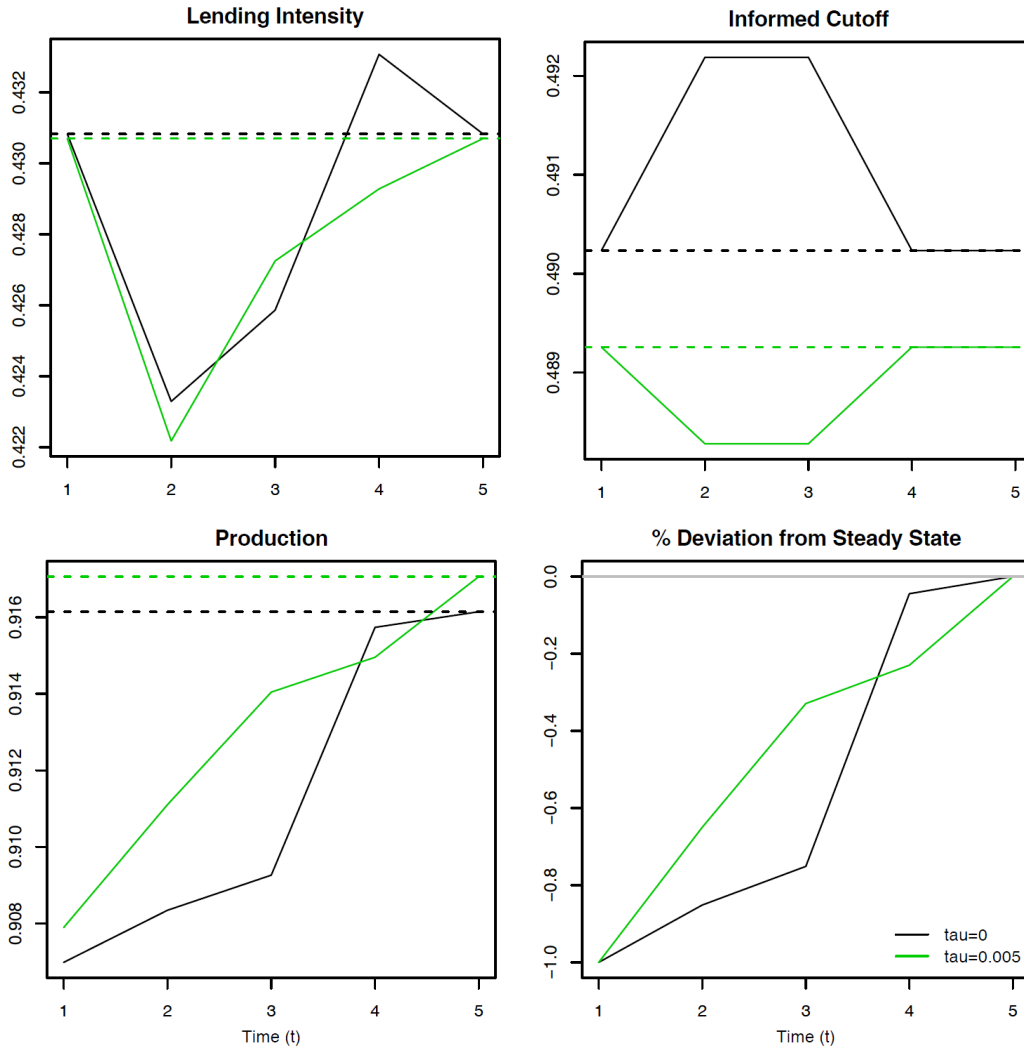 Lending Intensity
0.432
0.430
0.428
0.426
0.424
0.422
1 2 3 4 5
Informed Cutoff
0.492
0.491
0.490
0.489
1 2 3 4 5
Production
0.916
0.914
0.912
0.910
0.908
1 2 3 4 5
Time (t)
% Deviation from Steady State
0.0
−0.2
−0.4
−0.6
−0.8
−1.0
tau=0
tau=0.005
1 2 3 4 5
Time (t)